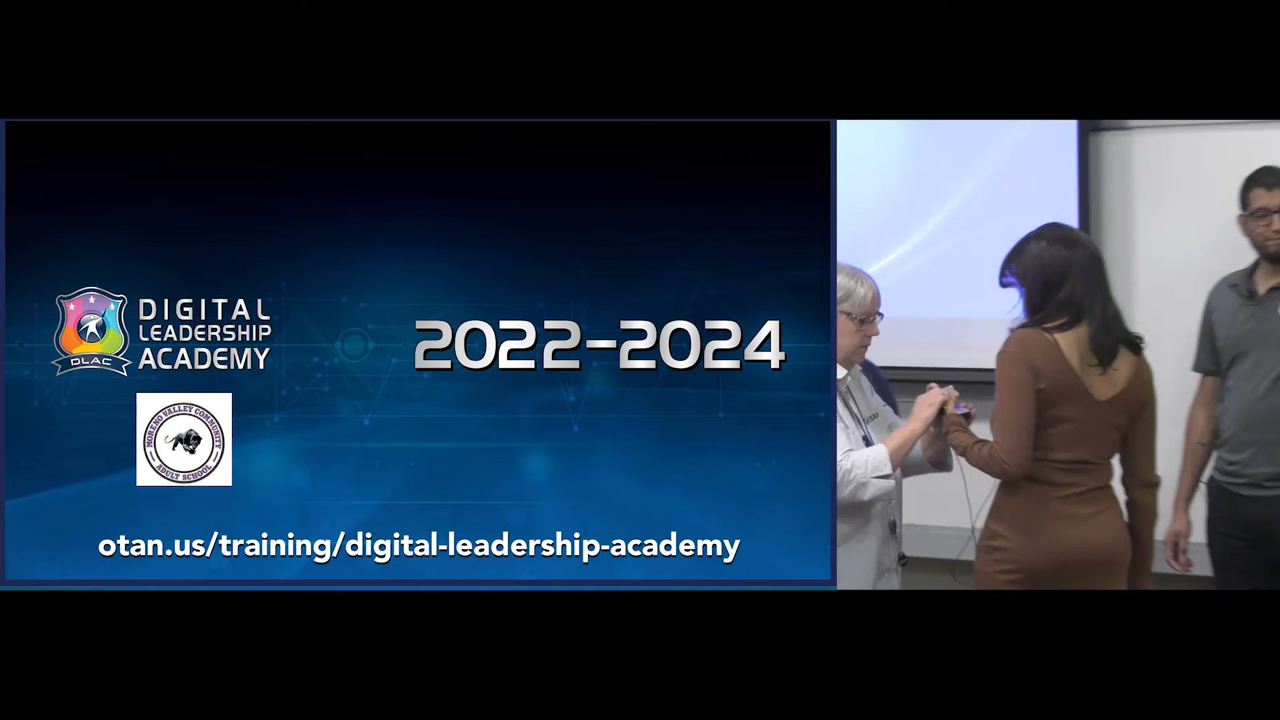 DIGITAL
LEADERSHIP
ACADEMY
DLAC
2022-2024
MORENO VALLEY COMMUNITY
ADULT SCHOOL
otan.us/training/digital-leadership-academy